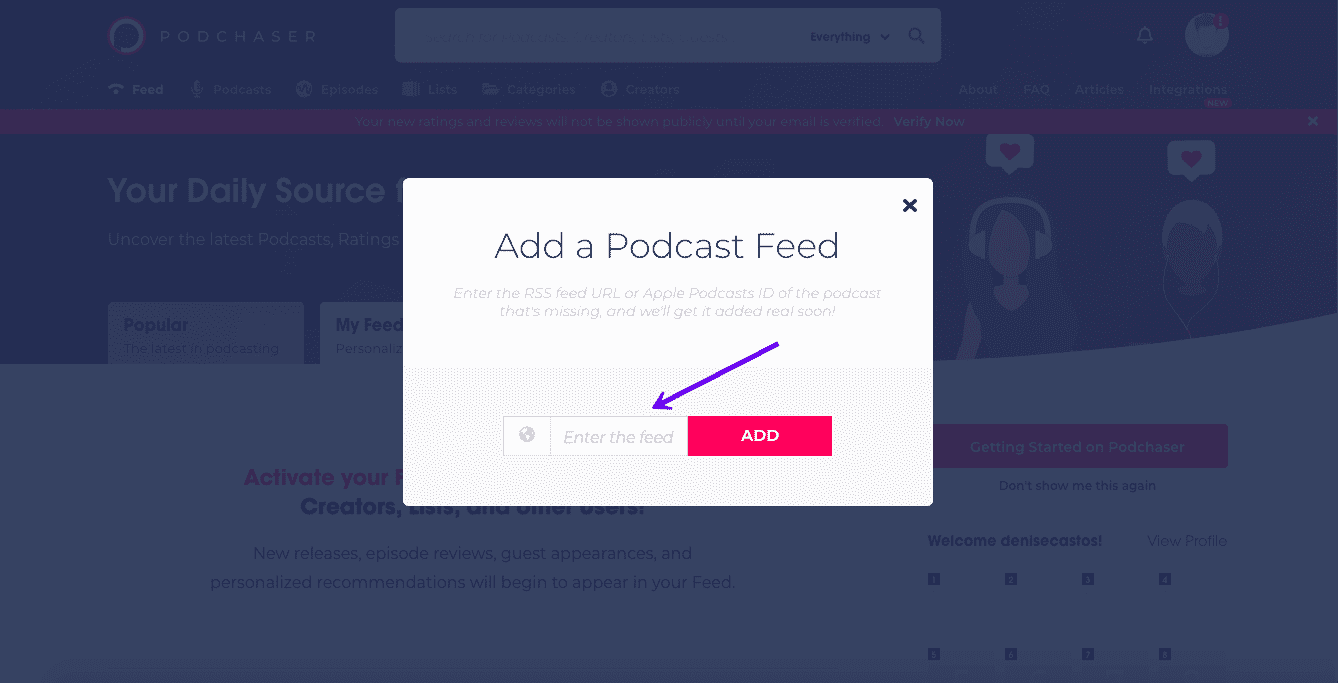 PODCHASER
Everything
!
Feed
Podcasts
Episodes
Lists
Categories
Creators
About
FAQ
Articles
Integrations
NEW
Your new ratings and reviews will not be shown publicly until your email is verified. Verify Now
Your Daily Source
Uncover the latest Podcasts, Ratings
Popular
The latest in podcasting
My Feed
Add a Podcast Feed
Enter the RSS feed URL or Apple Podcasts ID of the podcast
that's missing, and we'll get it added real soon!
Enter the feed
ADD
Getting Started on Podchaser
Don't show me this again
Activate your
Creators, Lists, and other users!
New releases, episode reviews, guest appearances, and
personalized recommendations will begin to appear in your Feed.
Welcome denisecastos!
View Profile
1
2
3
4
5
6
7
8